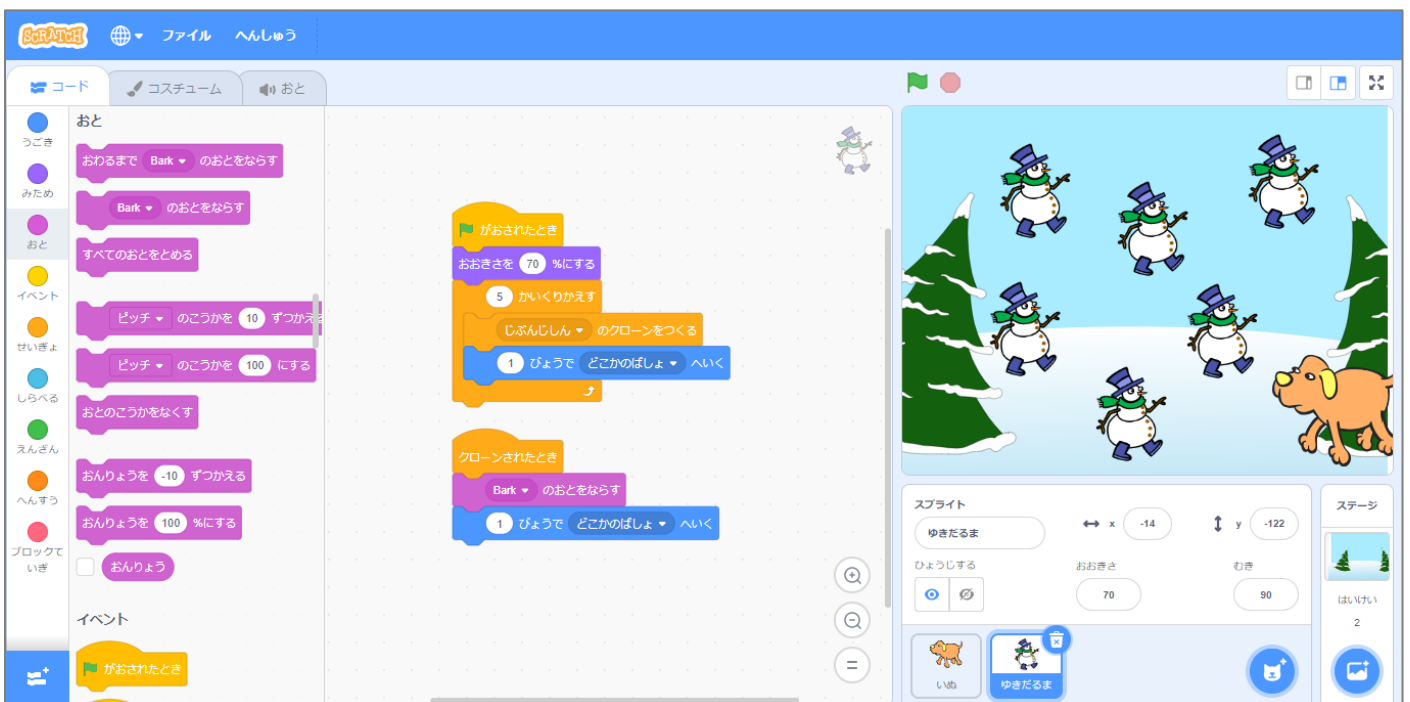 SCRATCH ファイル へんしゅう
コード コスチューム おと
うごき
みため
おと
イベント
せいぎょ
しらべる
えんざん
へんすう
ブロックて
いぎ
おと
おわるまで Bark のおとをならす
Bark のおとをならす
すべてのおとをとめる
ピッチ のこうかを 10 ずつかえる
ピッチ のこうかを 100 にする
おとのこうかをなくす
おんりょうを -10 ずつかえる
おんりょうを 100 %にする
おんりょう
イベント
がおされたとき
がおされたとき
おおきさを 70 %にする
5 かいくりかえす
じぶんじしん のクローンをつくる
1 びょうで どこかのばしょ へいく
クローンされたとき
Bark のおとをならす
1 びょうで どこかのばしょ へいく
スプライト
ゆきだるま
x -14 y -122
ひょうじする おおきさ むき
70 90
いぬ ゆきだるま
ステージ
はいけい
2